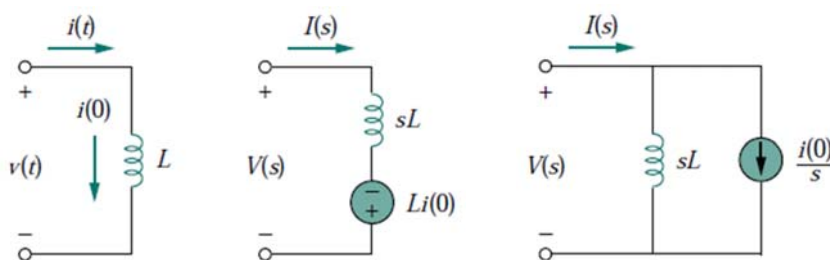 i(t)
+
i(0)
v(t)
L
−
I(s)
+
sL
V(s)
−
+
Li(0)
−
I(s)
+
V(s)
sL
i(0)
s
−